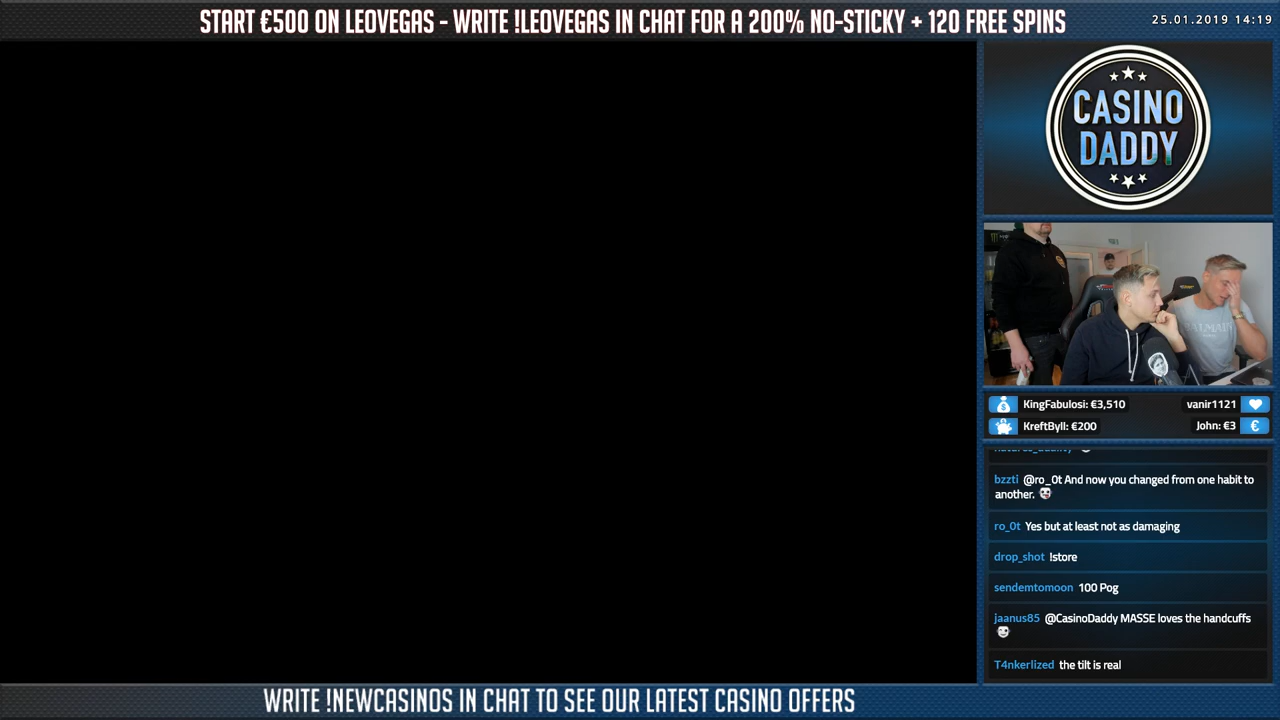 START €500 ON LEOVEGAS - WRITE !LEOVEGAS IN CHAT FOR A 200% NO-STICKY + 120 FREE SPINS
25.01.2019 14:19
CASINO
DADDY
BALMAIN
KingFabulosi: €3,510
vanir1121
KreftByll: €200
John: €3
bzzti @ro_0t And now you changed from one habit to
another.
ro_0t Yes but at least not as damaging
drop_shot !store
sendemtomoon 100 Pog
jaanus85 @CasinoDaddy MASSE loves the handcuffs
T4nkerlized the tilt is real
WRITE !NEWCASINOS IN CHAT TO SEE OUR LATEST CASINO OFFERS